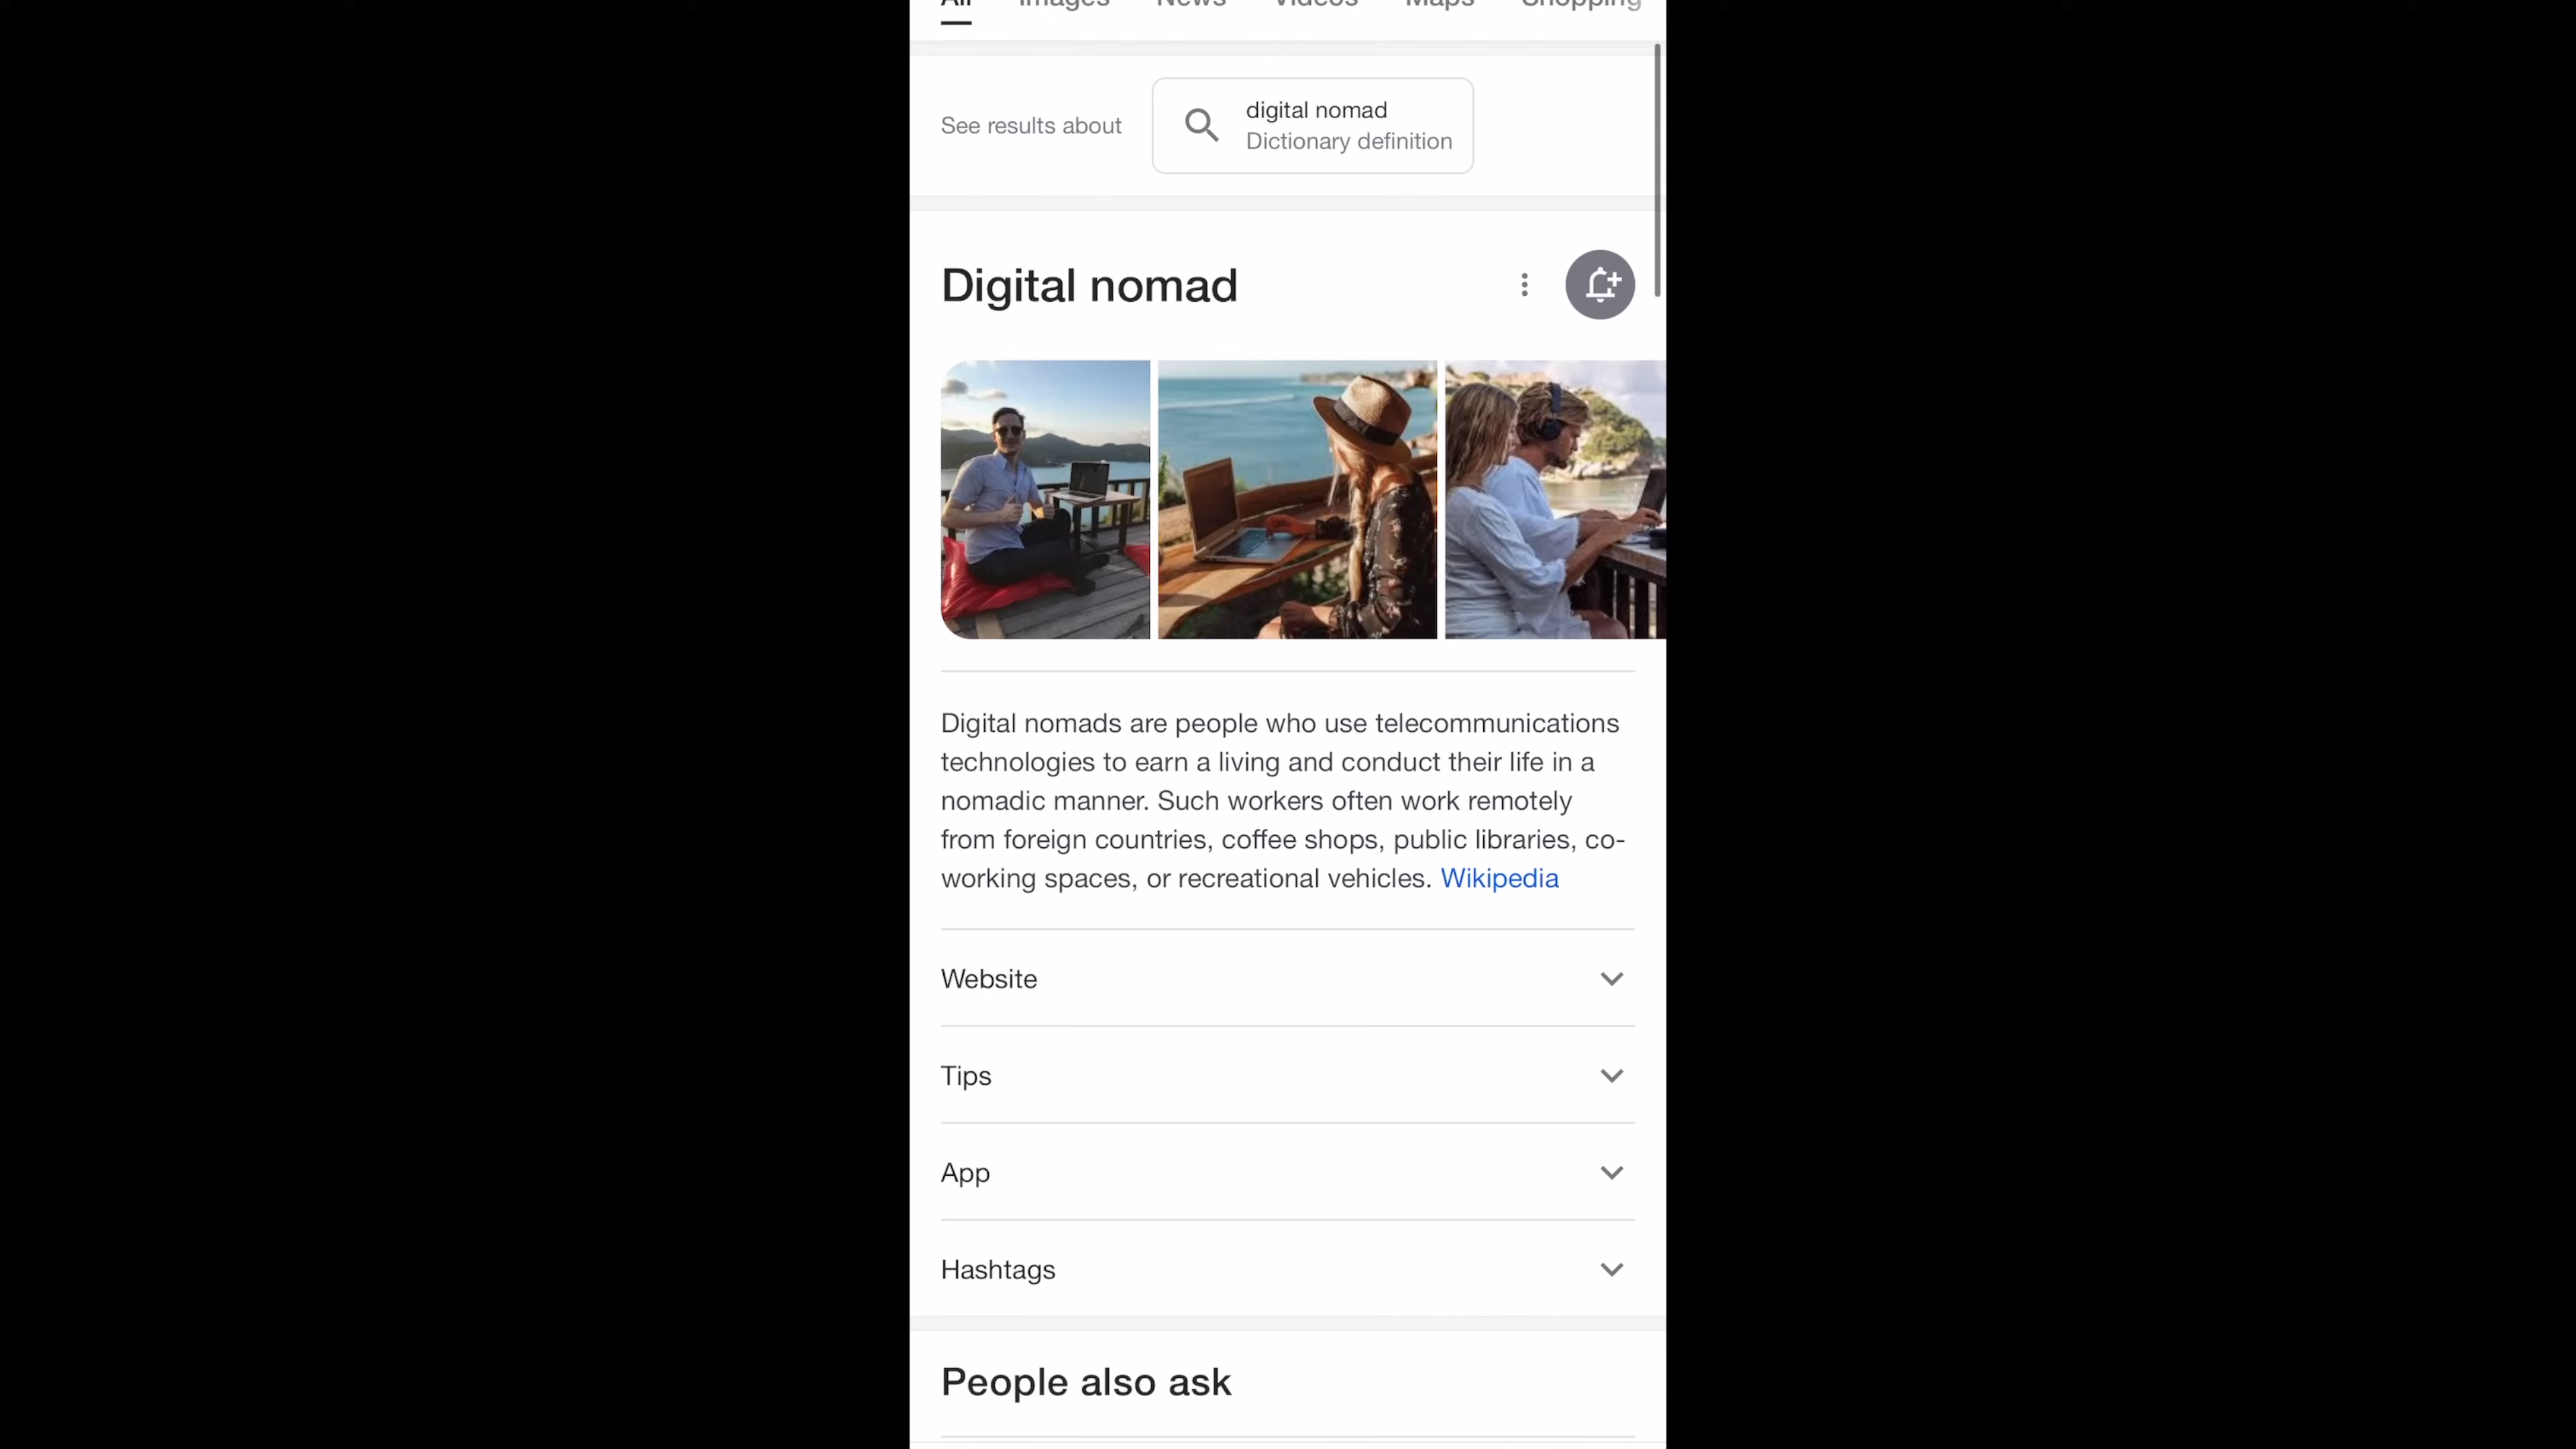 All Images News Videos Maps Shopping
See results about
digital nomad
Dictionary definition
Digital nomad
Digital nomads are people who use telecommunications
technologies to earn a living and conduct their life in a
nomadic manner. Such workers often work remotely
from foreign countries, coffee shops, public libraries, co-
working spaces, or recreational vehicles. Wikipedia
Website
Tips
App
Hashtags
People also ask